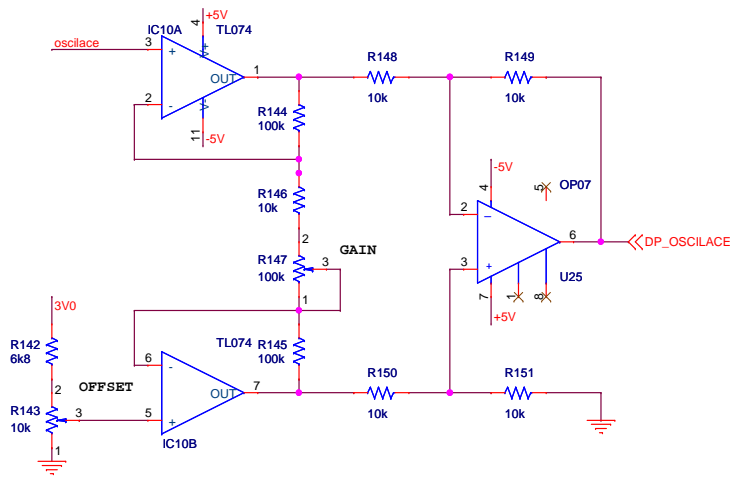 +5V
IC10A
TL074
4
V+
oscilace
3
+
OUT
1
2
-
V-
11
-5V
R148
10k
R149
10k
R144
100k
R146
10k
2
GAIN
R147
100k
3
1
-5V
4
5
OP07
2
-
6
DP_OSCILACE
3
+
U25
7
1
8
+5V
3V0
R142
6k8
2
OFFSET
R143
10k
3
1
TL074
R145
100k
6
-
OUT
7
5
+
IC10B
R150
10k
R151
10k